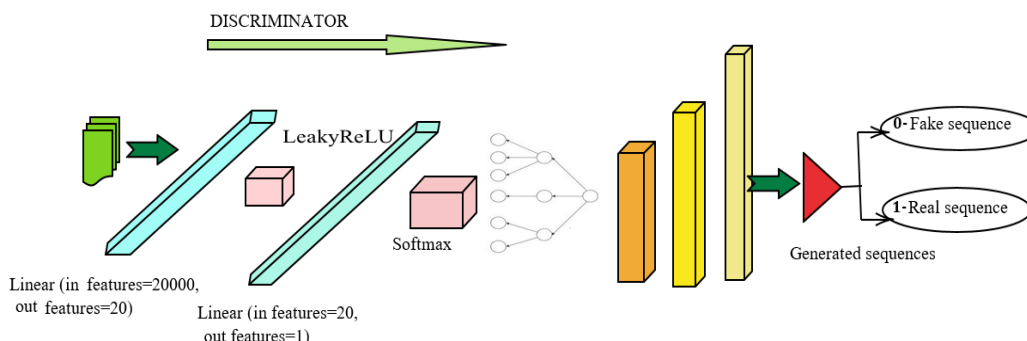 DISCRIMINATOR
LeakyReLU
0-Fake sequence
1-Real sequence
Softmax
Generated sequences
Linear (in features=20000,
out features=20)
Linear (in features=20,
out features=1)